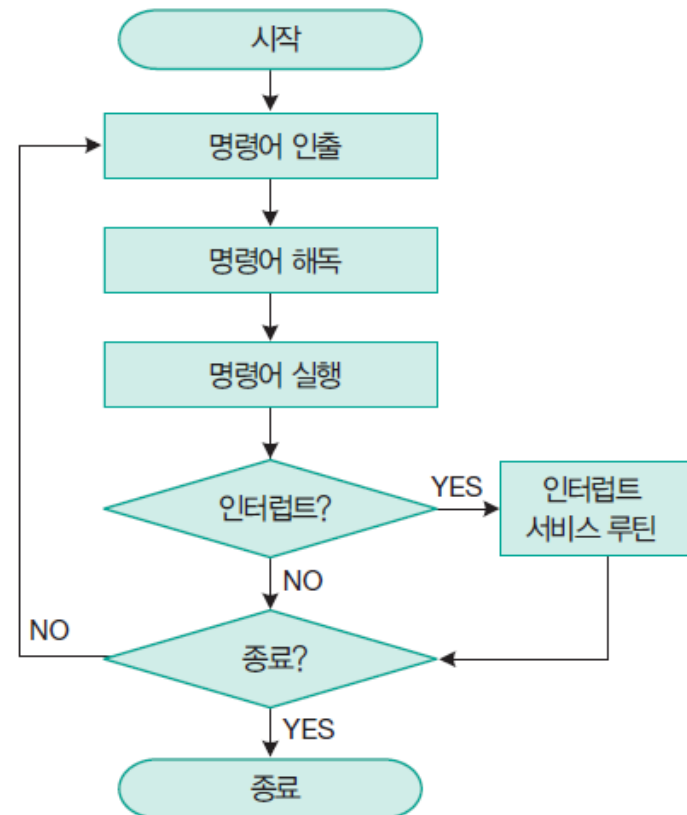 시작
명령어 인출
명령어 해독
명령어 실행
인터럽트?
YES
인터럽트
서비스 루틴
NO
NO
종료?
YES
종료